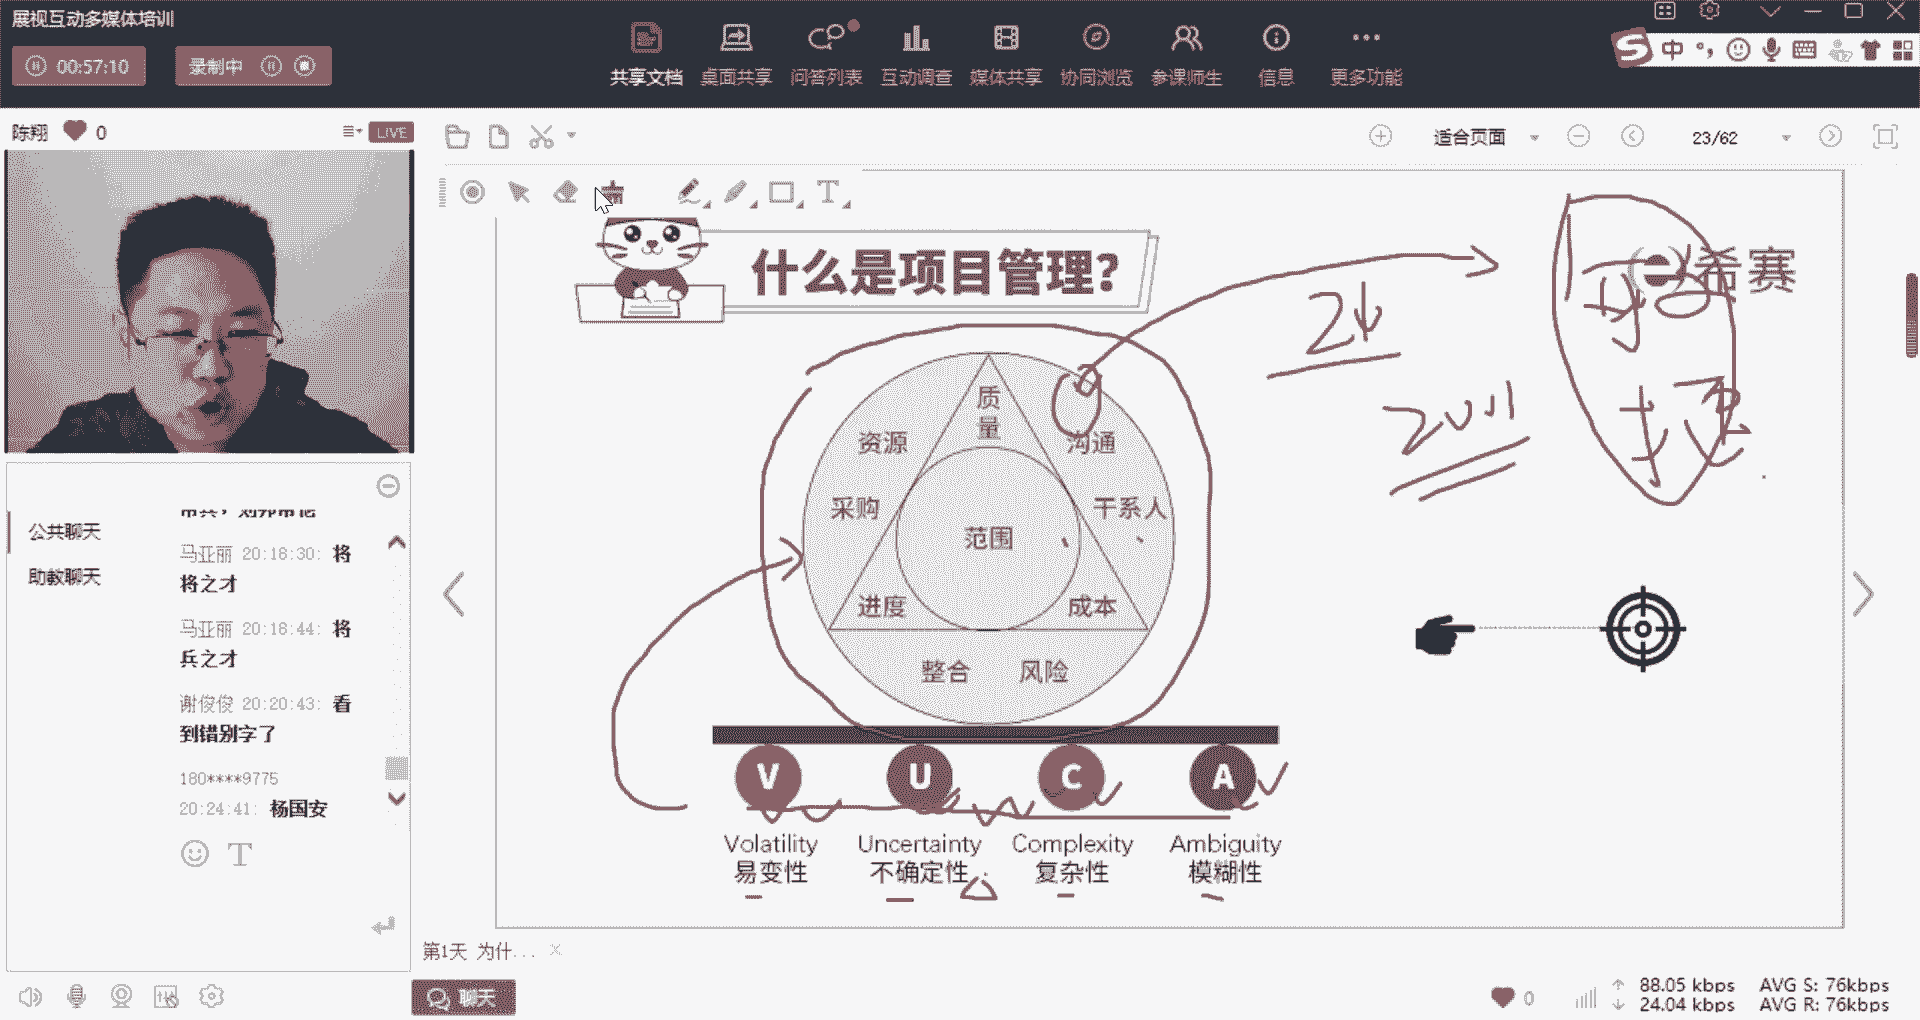 展视互动多媒体培训
00:57:10
录制中
共享文档 桌面共享 问答列表 互动调查 媒体共享 协同浏览 参课师生 信息 更多功能
S 中
陈翔 0
LIVE
适合页面
23/62
T
什么是项目管理?
希赛
质量
资源
沟通
采购
干系人
范围
进度
成本
整合
风险
V U C A
Volatility Uncertainty Complexity Ambiguity
易变性 不确定性 复杂性 模糊性
公共聊天
助教聊天
马亚丽 20:18:30: 将
将之才
马亚丽 20:18:44: 将
兵之才
谢俊俊 20:20:43: 看
到错别字了
180****9775
20:24:41: 杨国安
T
第1天 为什...
聊天
0
88.05 kbps AVG S: 76kbps
24.04 kbps AVG R: 76kbps